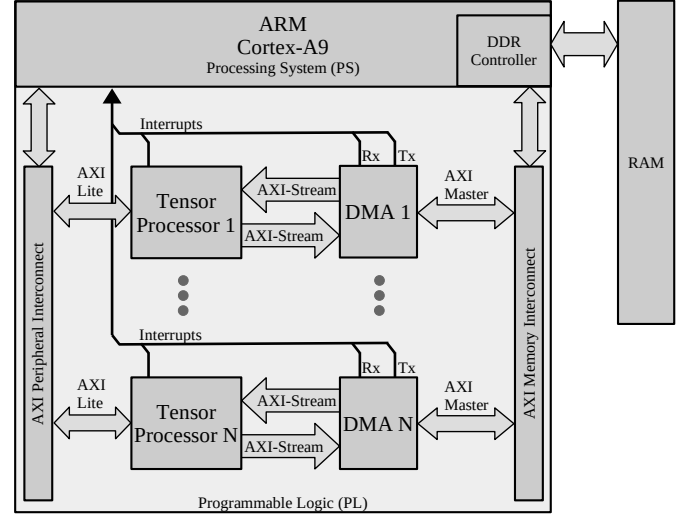 ARM
Cortex-A9
Processing System (PS)
DDR
Controller
RAM
Interrupts
Rx Tx
AXI
Lite
Tensor
Processor 1
AXI-Stream
AXI-Stream
DMA 1
AXI
Master
AXI Peripheral Interconnect
AXI Memory Interconnect
Interrupts
Rx Tx
AXI
Lite
Tensor
Processor N
AXI-Stream
AXI-Stream
DMA N
AXI
Master
Programmable Logic (PL)